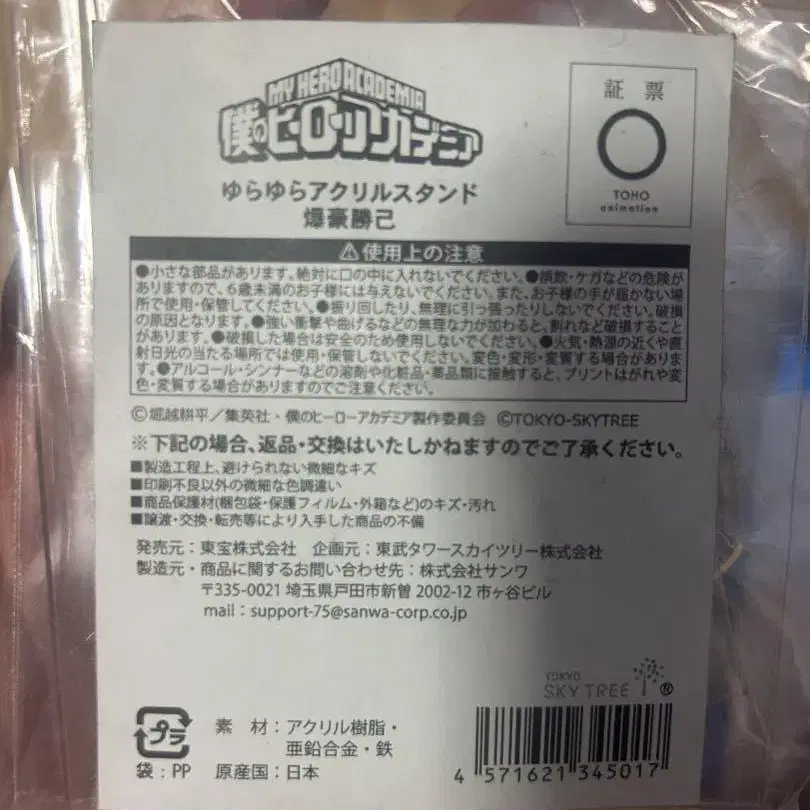 MY HERO ACADEMIA
僕のヒーローアカデミア
証票
TOHO
animation
ゆらゆらアクリルスタンド
爆豪勝己
⚠使用上の注意
●小さな部品があります。絶対に口の中に入れないでください。●誤飲・ケガなどの危険が
ありますので、6歳未満のお子様には与えないでください。また、お子様の手が届かない場
所で使用・保管してください。●振り回したり、無理に引っ張ったりしないでください。破損
の原因となります。●強い衝撃や曲げるなどの無理な力が加わると、割れなど破損すること
があります。●破損した場合は安全のため使用しないでください。●火気・熱源の近くや直
射日光の当たる場所では使用・保管しないでください。変色・変形・変質する場合がありま
す。●アルコール・シンナーなどの溶剤や化粧品・薬品類に接触すると、プリントはがれや変
色・変質する場合がありますのでご注意ください。
©堀越耕平／集英社・僕のヒーローアカデミア製作委員会 ©TOKYO-SKYTREE
※下記の場合、返品・交換はいたしかねますのでご了承ください。
■製造工程上、避けられない微細なキズ
■印刷不良以外の微細な色調違い
■商品保護材(梱包袋・保護フィルム・外箱など)のキズ・汚れ
■譲渡・交換・転売等により入手した商品の不備
発売元：東宝株式会社 企画元：東武タワースカイツリー株式会社
製造元・商品に関するお問い合わせ先：株式会社サンワ
〒335-0021 埼玉県戸田市新曽 2002-12 市ヶ谷ビル
mail：support-75@sanwa-corp.co.jp
TOKYO
SKYTREE®
プラ
袋：PP
素 材：アクリル樹脂・
亜鉛合金・鉄
原産国：日本
4 571621 345017